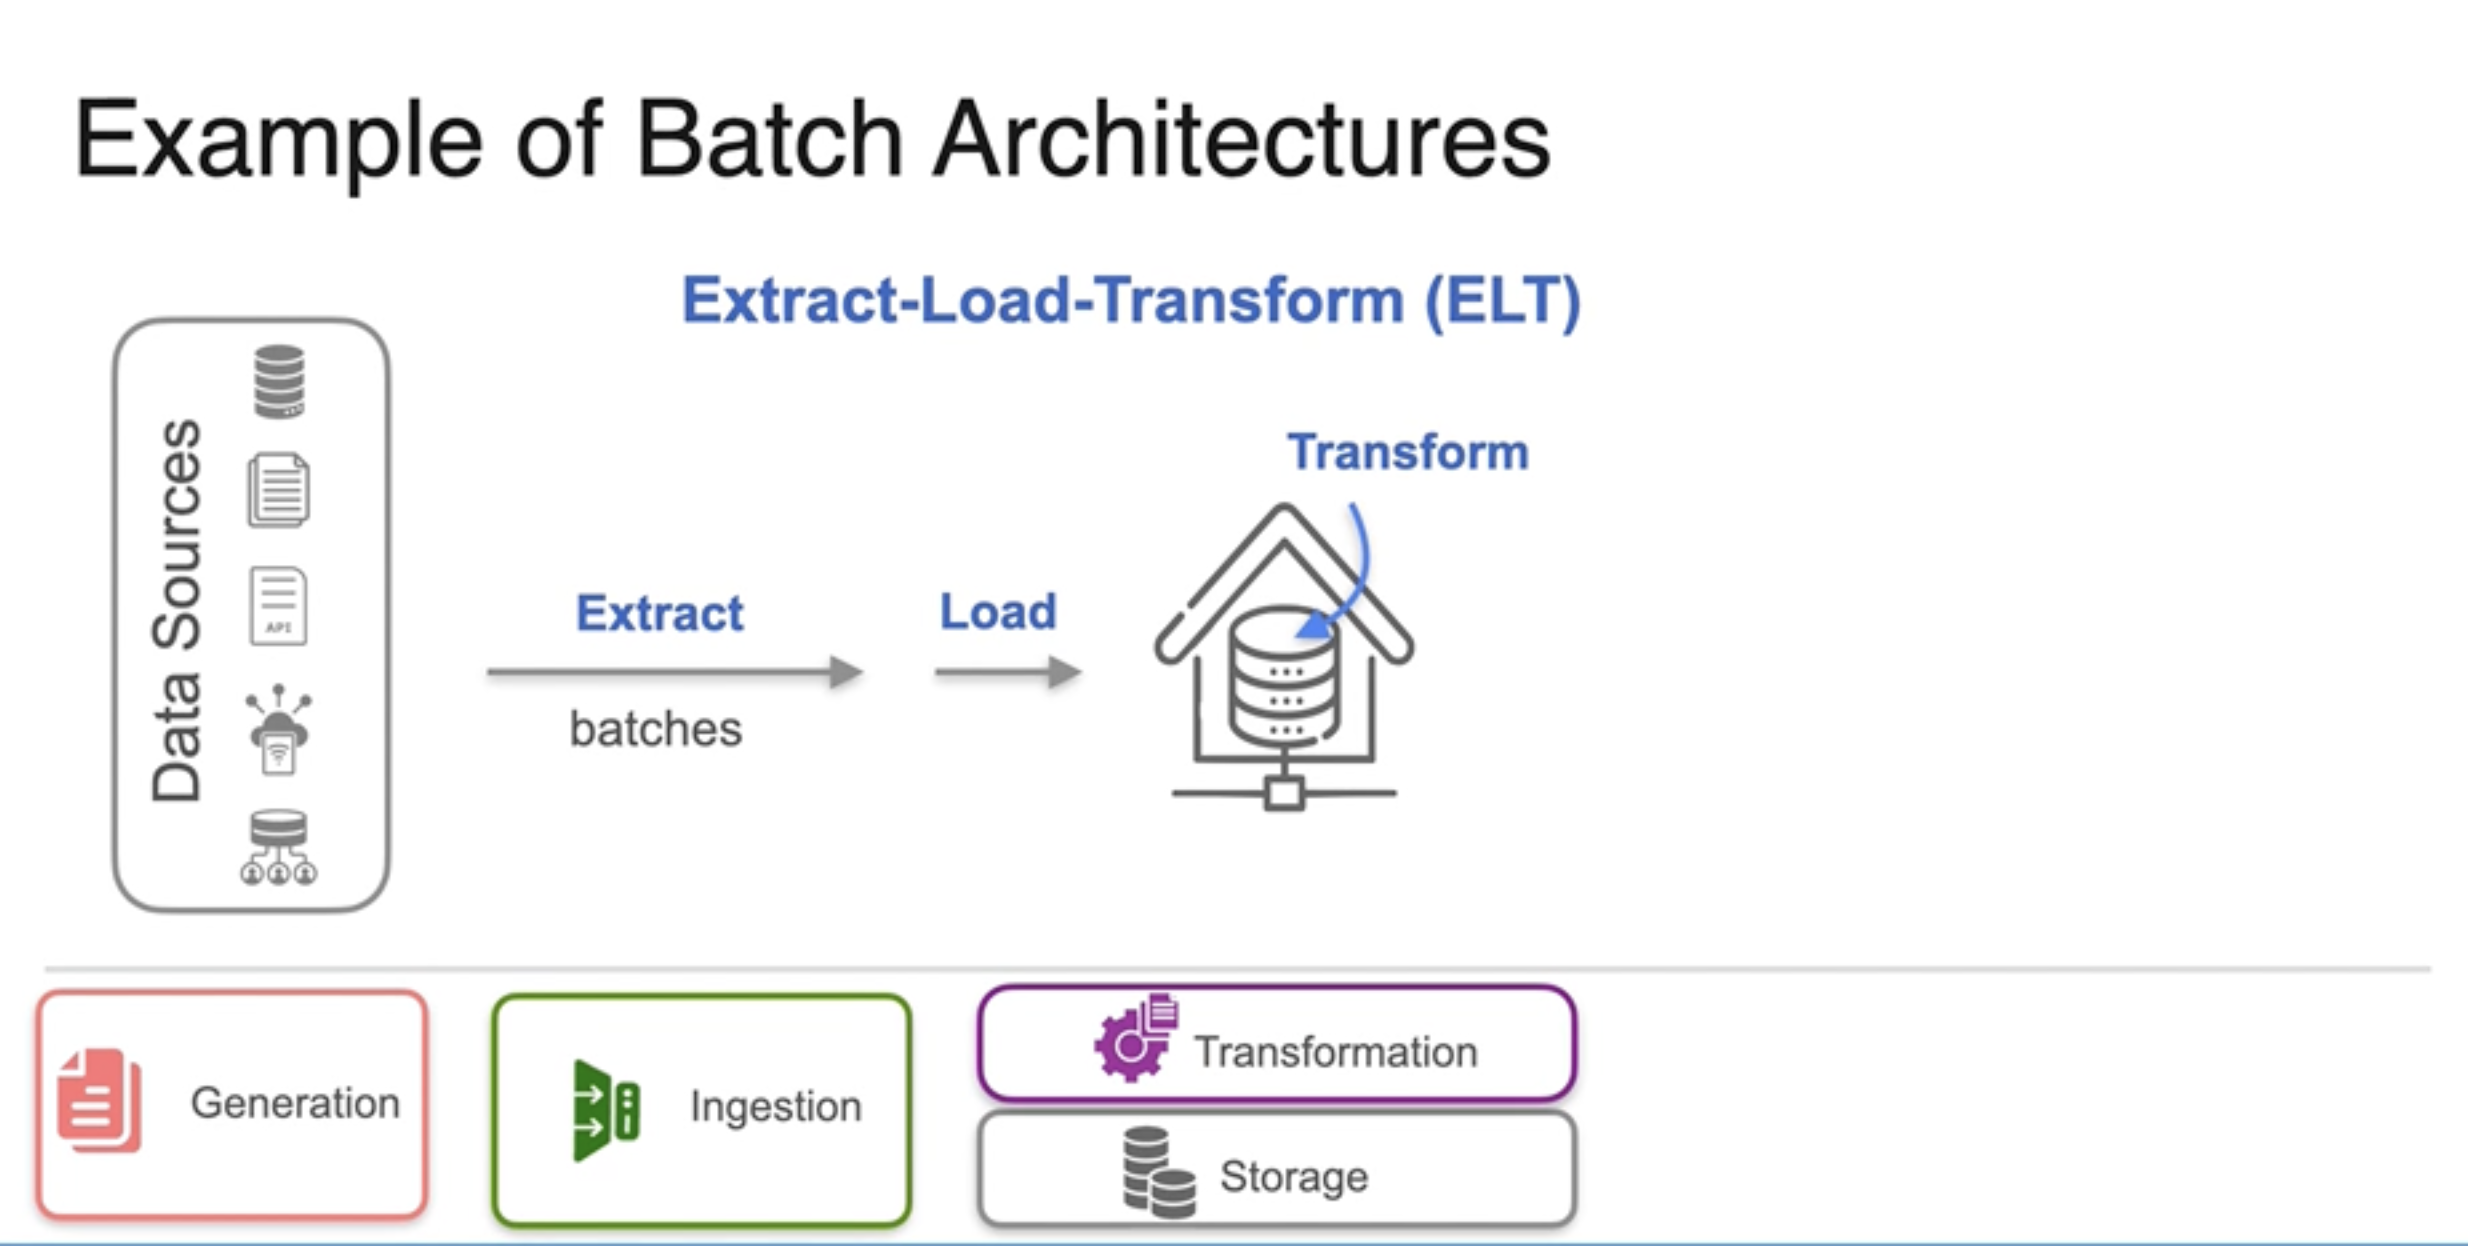 Example of Batch Architectures
Extract-Load-Transform (ELT)
Data Sources
API
Extract
batches
Load
Transform
Generation
Ingestion
Transformation
Storage